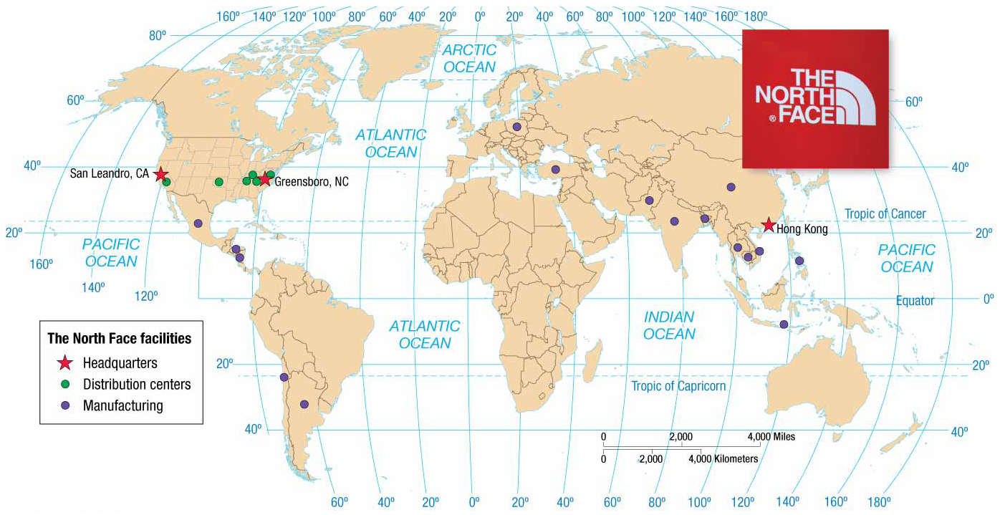 160º 140º 120º 100º 80º 60º 40º 20º 0º 20º 40º 60º 80º 100º 120º 140º 160º 180º
80º
ARCTIC
OCEAN
THE
NORTH
®FACE
60º
60º
ATLANTIC
OCEAN
40º
40º
San Leandro, CA
Greensboro, NC
Tropic of Cancer
Hong Kong
20º
20º
PACIFIC
OCEAN
PACIFIC
OCEAN
160º
140º
120º
Equator
0º
ATLANTIC
OCEAN
INDIAN
OCEAN
The North Face facilities
Headquarters
Distribution centers
Manufacturing
20º
20º
Tropic of Capricorn
40º
40º
0 2,000 4,000 Miles
0 2,000 4,000 Kilometers
60º 40º 20º 0º 20º 40º 60º 80º 100º 120º 140º 160º 180º